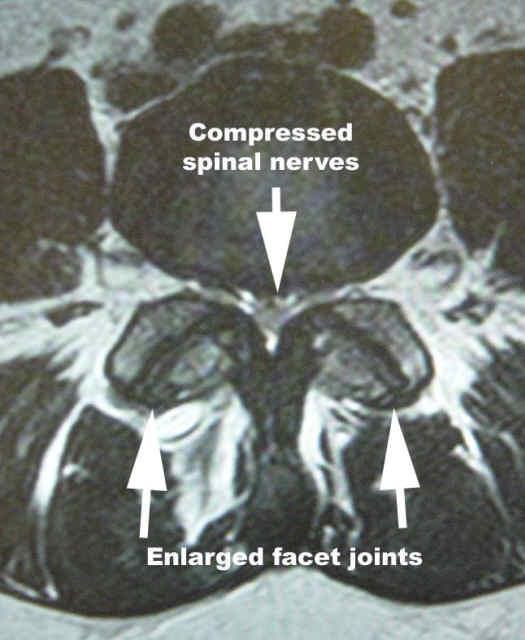 Compressed
spinal nerves
Enlarged facet joints